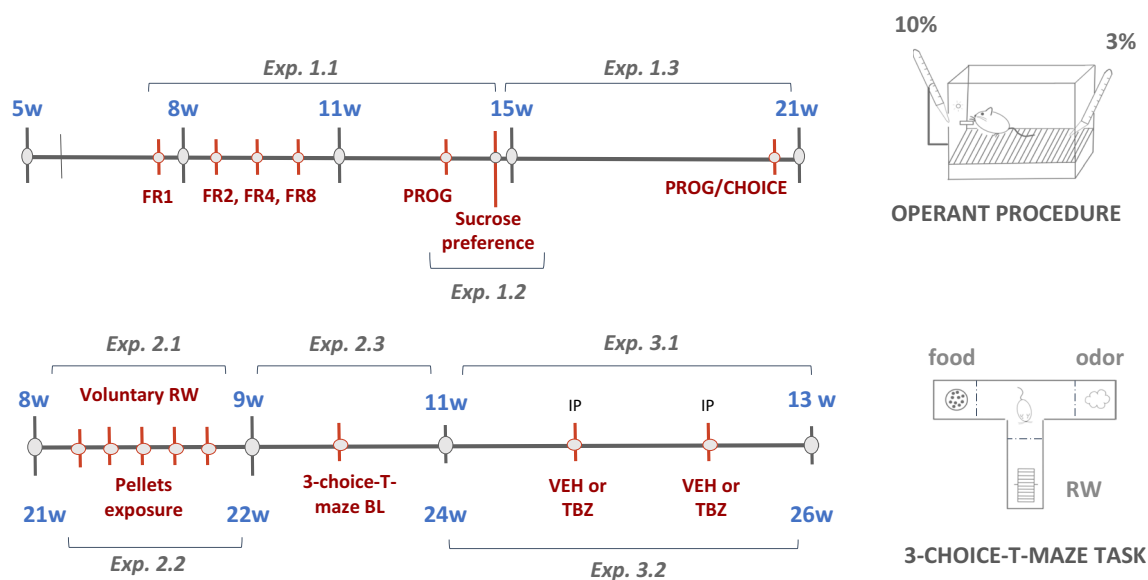 10%
3%
Exp. 1.1
Exp. 1.3
5w
8w
11w
15w
21w
FR1
FR2, FR4, FR8
PROG
PROG/CHOICE
Sucrose
preference
Exp. 1.2
OPERANT PROCEDURE
Exp. 2.1
Exp. 2.3
Exp. 3.1
8w
Voluntary RW
9w
11w
IP
IP
13 w
Pellets
exposure
3-choice-T-
maze BL
VEH or
TBZ
VEH or
TBZ
21w
22w
24w
26w
Exp. 2.2
Exp. 3.2
food
odor
RW
3-CHOICE-T-MAZE TASK